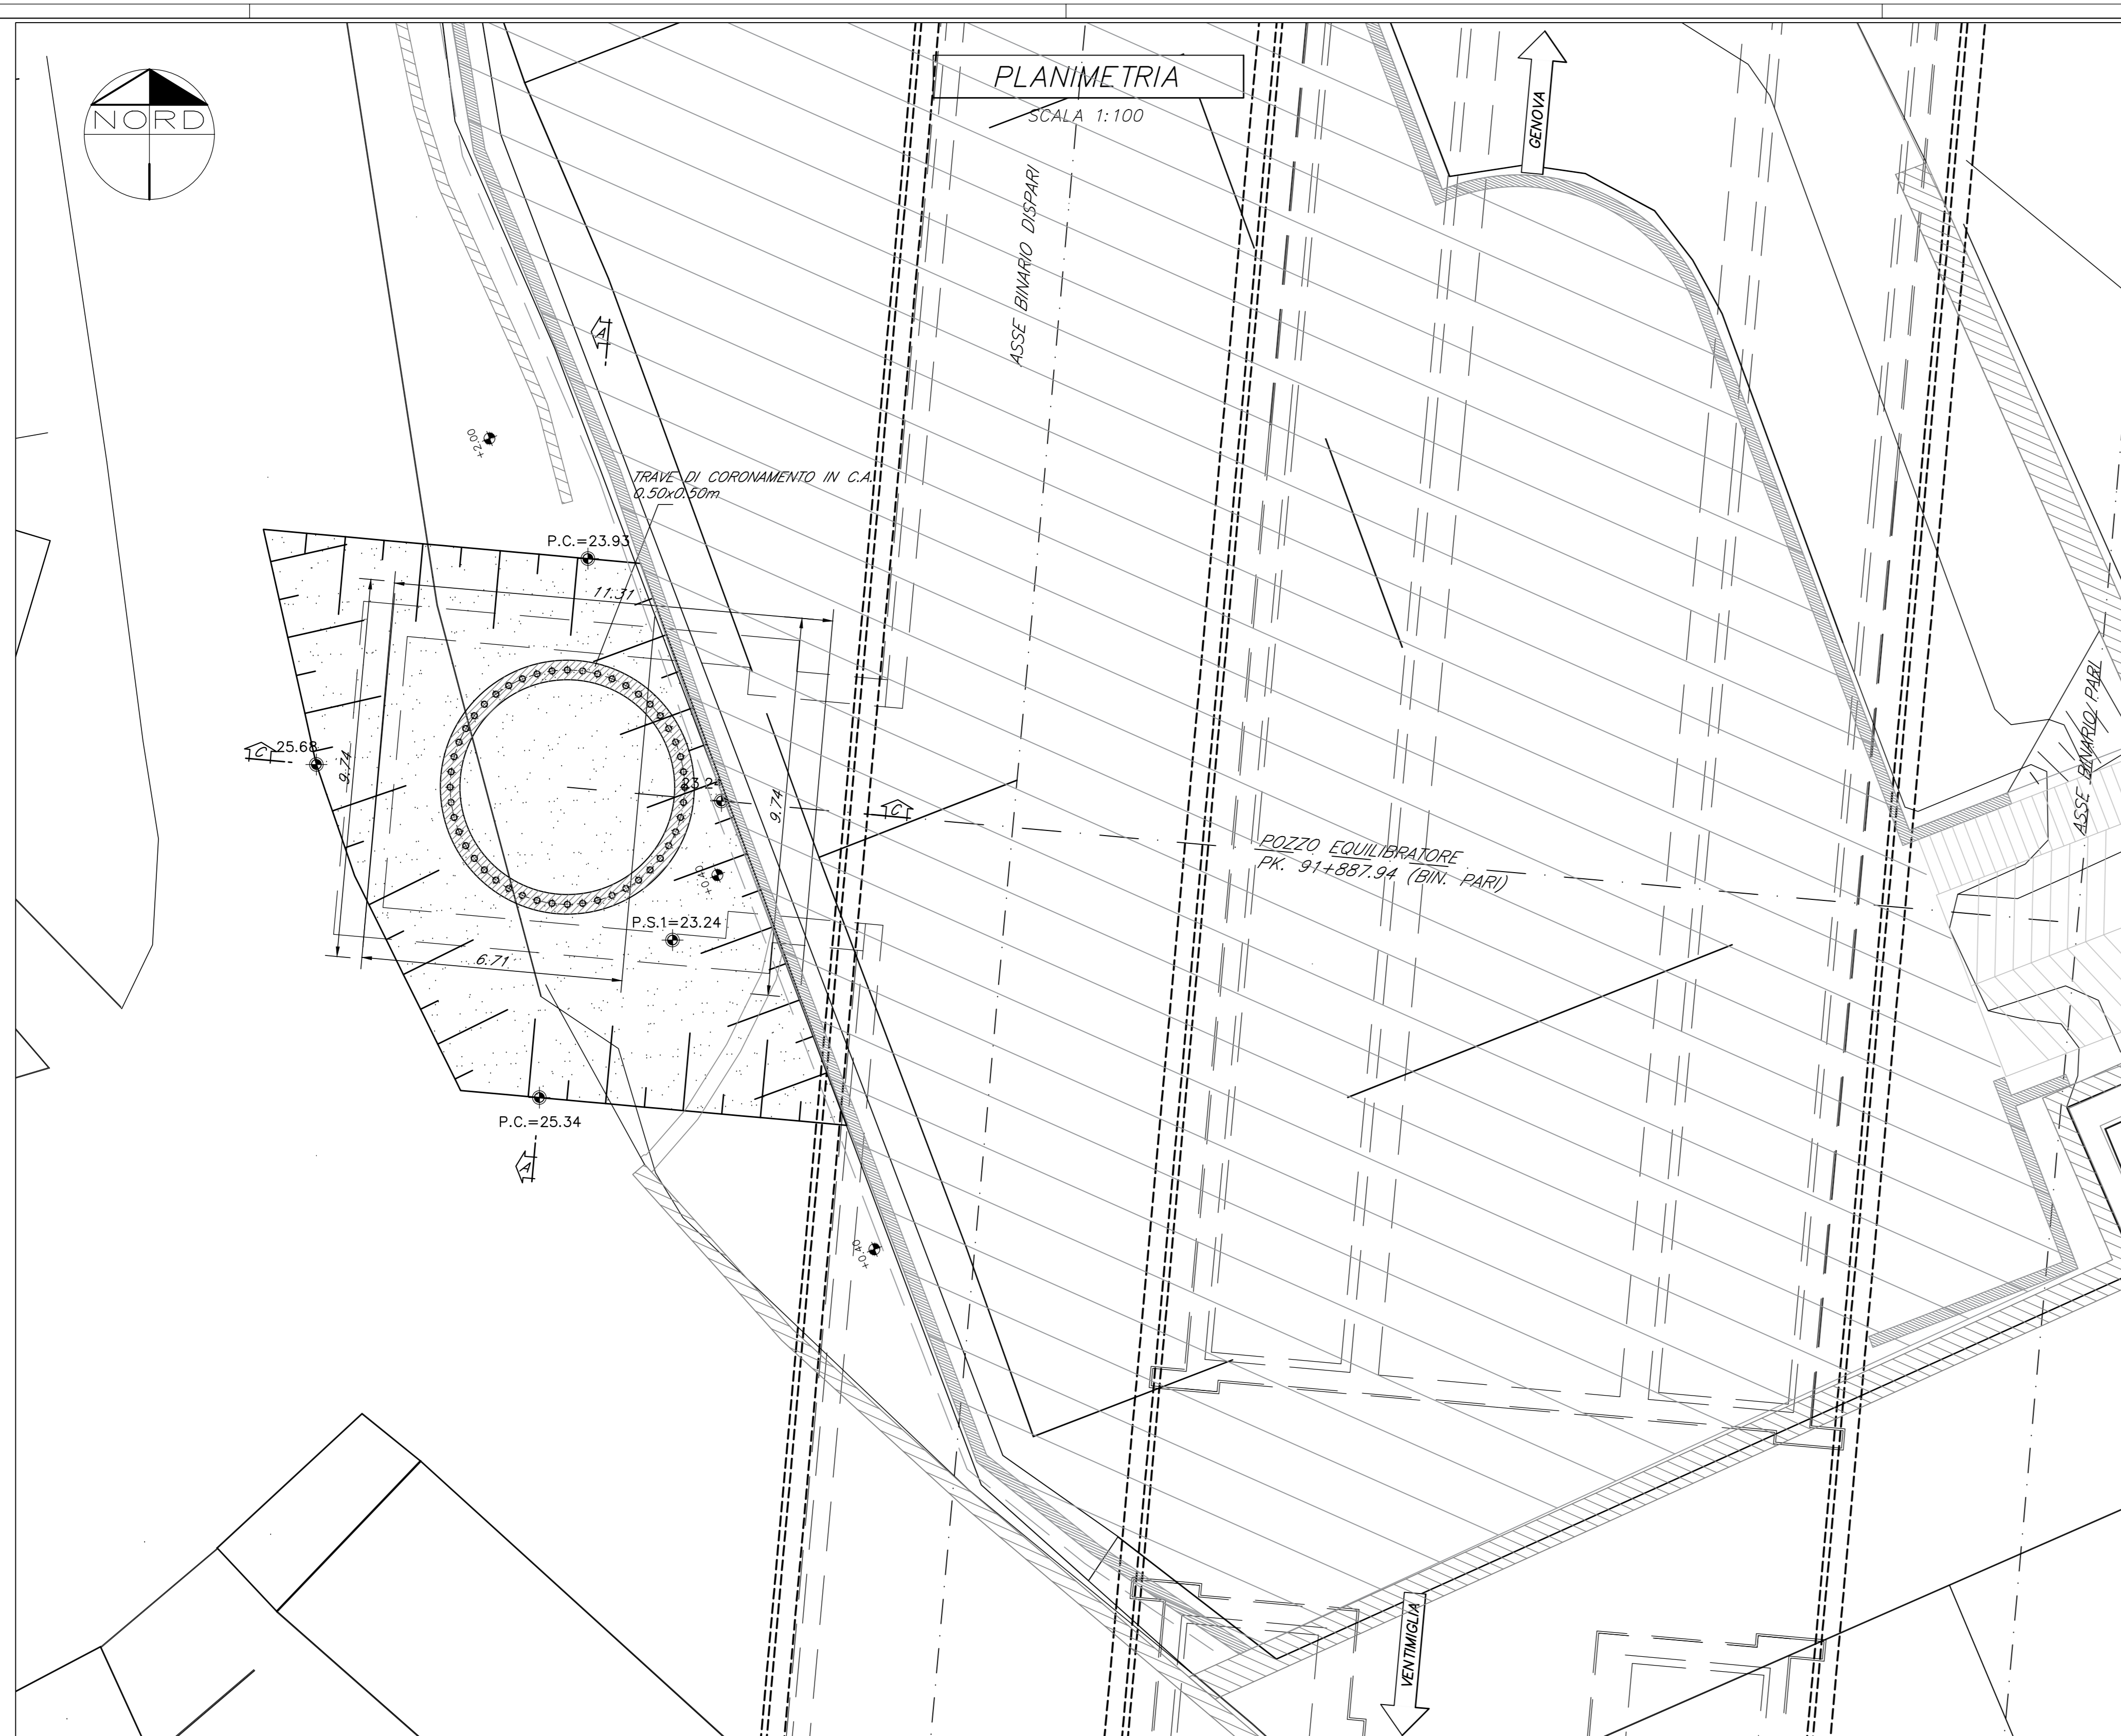 PLANIMETRIA
SCALA 1:100
NORD
GENOVA
ASSE BINARIO DISPARI
A
+2.00
TRAVE DI CORONAMENTO IN C.A.
0.50x0.50m
P.C.=23.93
11.31
C
25.68
9.74
9.74
C
POZZO EQUILIBRATORE
PK. 91+887.94 (BIN. PARI)
ASSE BINARIO PARI
+0.40
P.S.1=23.24
6.71
P.C.=25.34
A
+0.40
VENTIMIGLIA